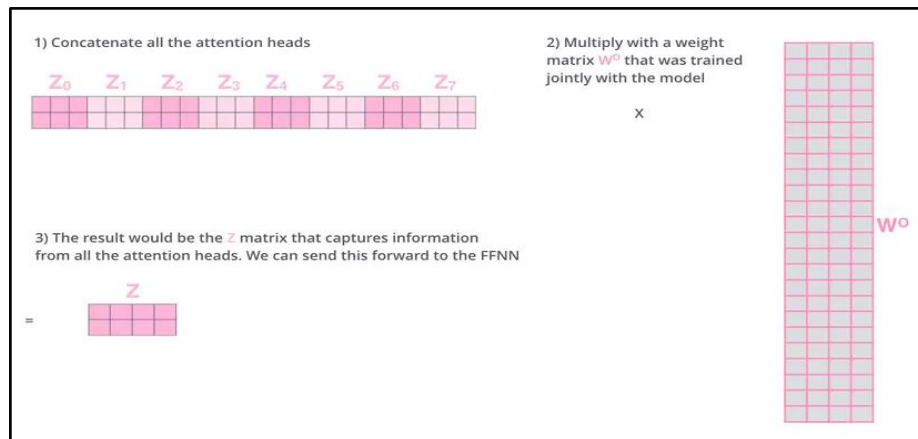 1) Concatenate all the attention heads
Z0 Z1 Z2 Z3 Z4 Z5 Z6 Z7
2) Multiply with a weight
matrix W^O that was trained
jointly with the model
x
W^O
3) The result would be the Z matrix that captures information
from all the attention heads. We can send this forward to the FFNN
Z
=